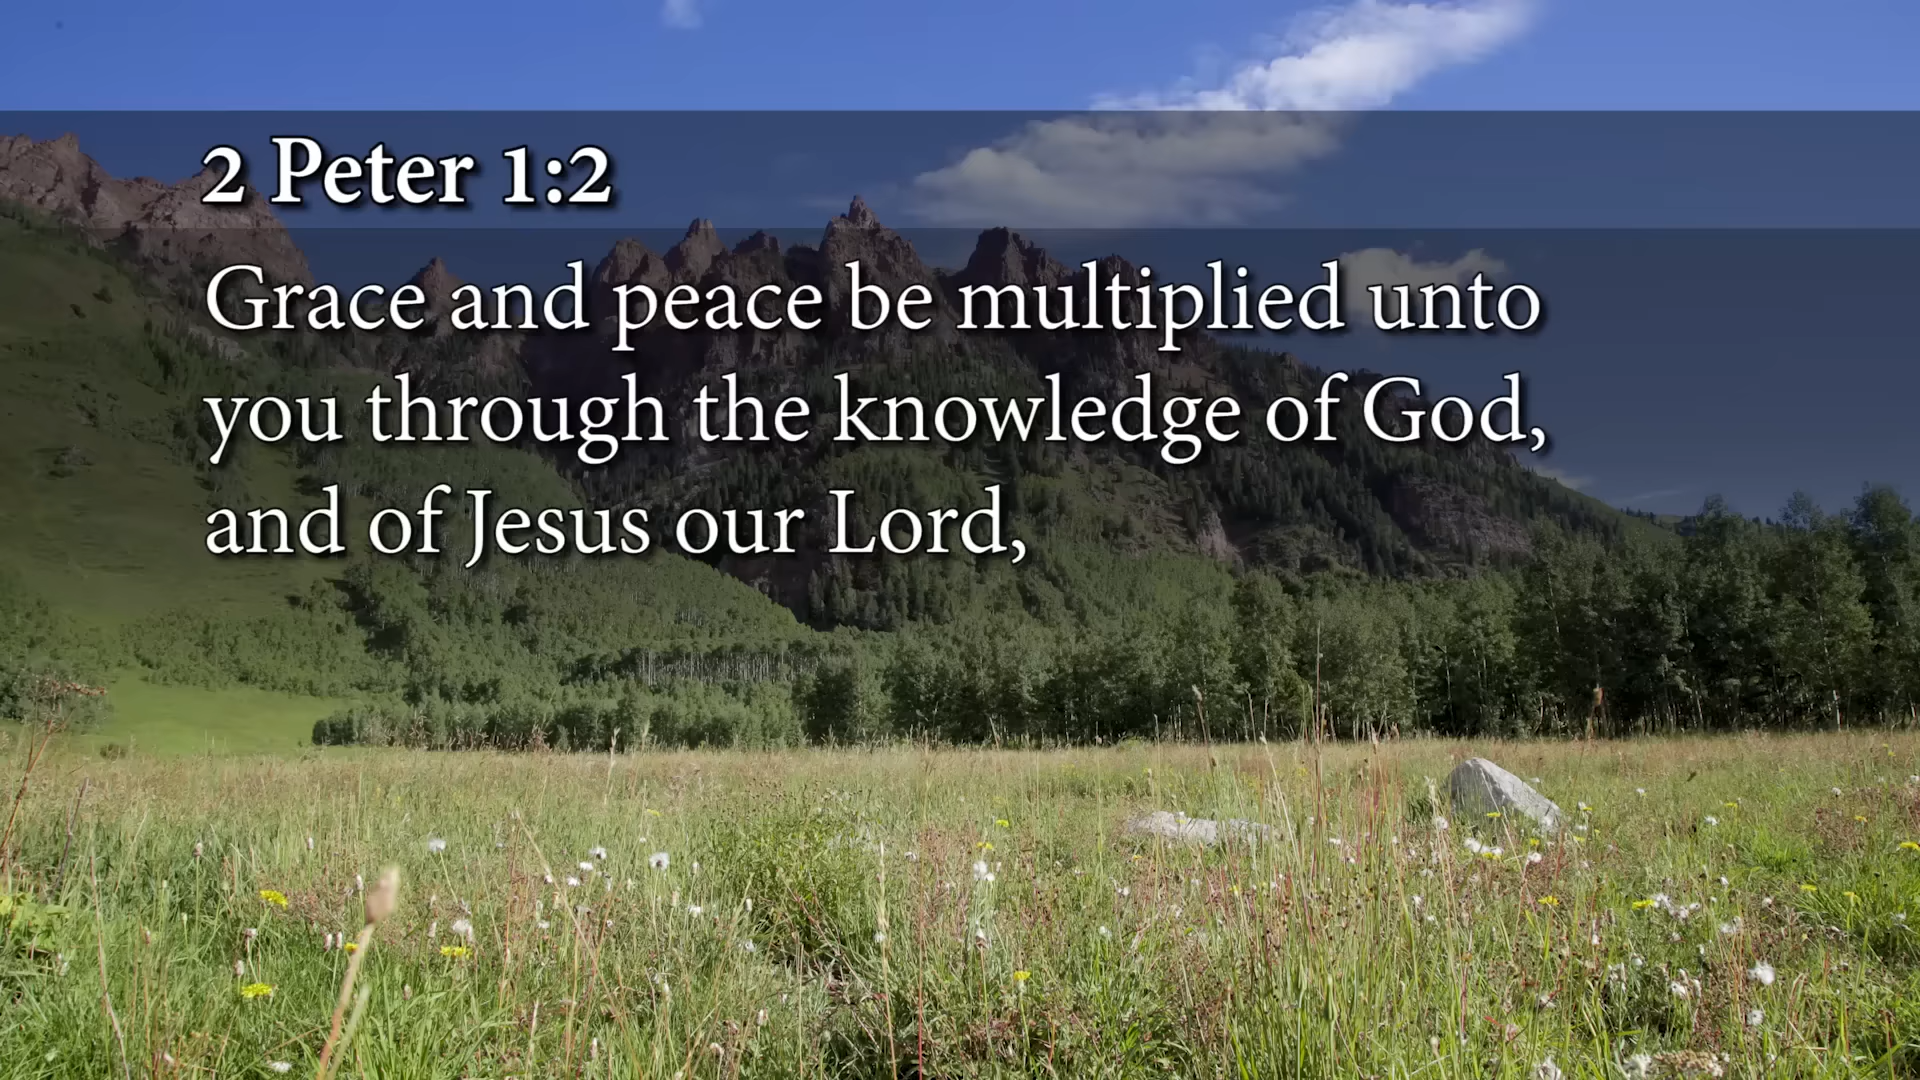 2 Peter 1:2
Grace and peace be multiplied unto
you through the knowledge of God,
and of Jesus our Lord,